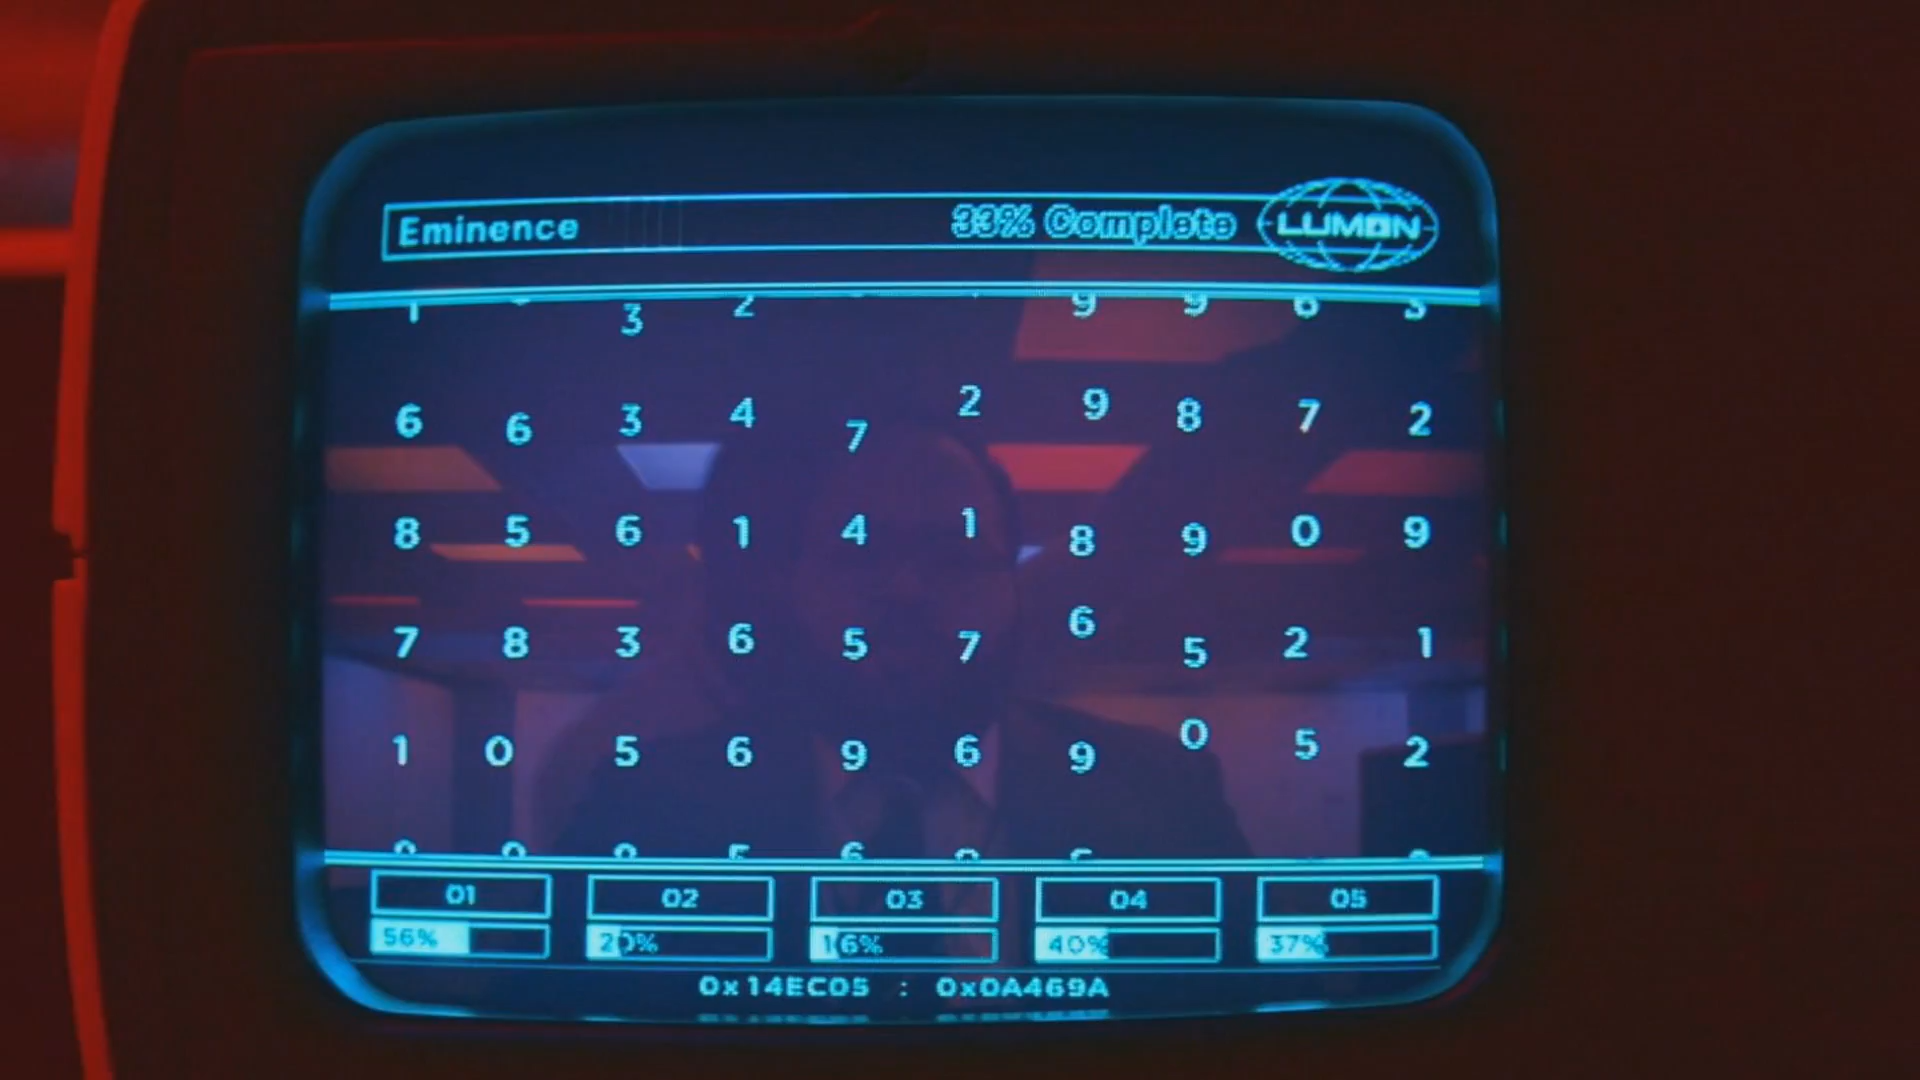 Eminence 33% Complete LUMON
3 2 9 9 6 3
6 6 3 4 7 2 9 8 7 2
8 5 6 1 4 1 8 9 0 9
7 8 3 6 5 7 6 5 2 1
1 0 5 6 9 6 9 0 5 2
01 02 03 04 05
56% 20% 16% 40% 37%
0x14EC05 : 0x0A469A